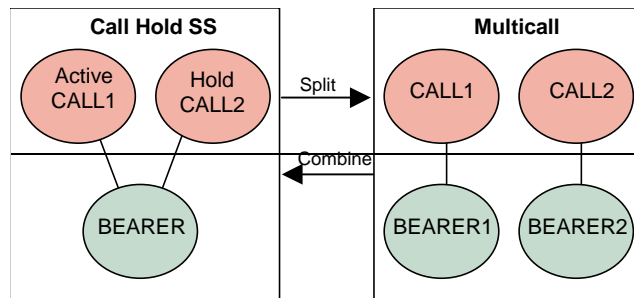 Call Hold SS
Multicall
Active
CALL1
Hold
CALL2
Split
CALL1
CALL2
Combine
BEARER
BEARER1
BEARER2